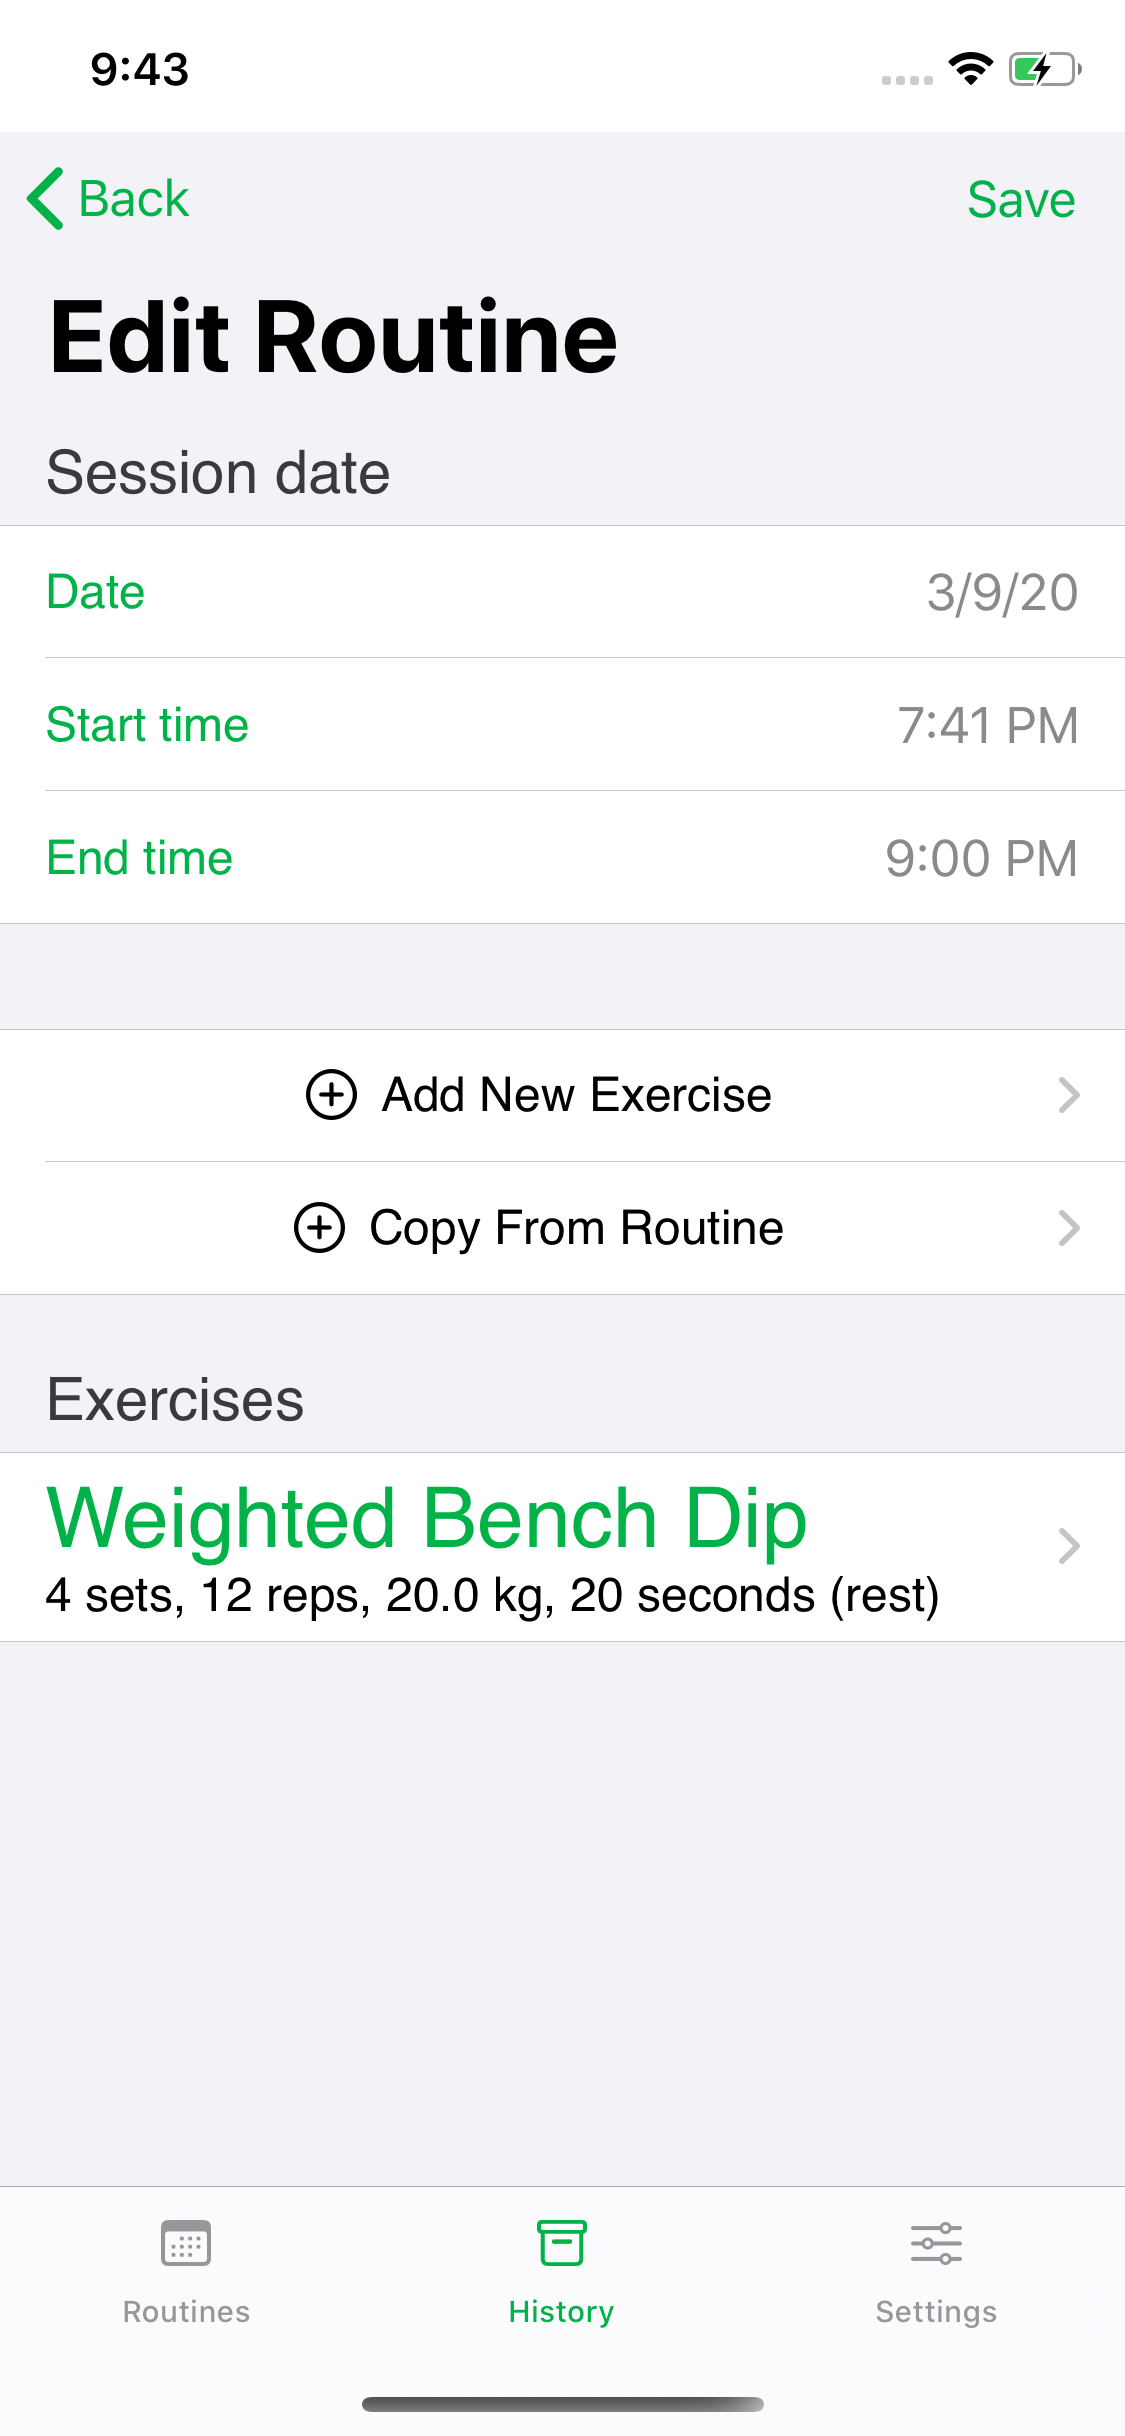 9:43
Back
Save
Edit Routine
Session date
Date
3/9/20
Start time
7:41 PM
End time
9:00 PM
Add New Exercise
Copy From Routine
Exercises
Weighted Bench Dip
4 sets, 12 reps, 20.0 kg, 20 seconds (rest)
Routines
History
Settings